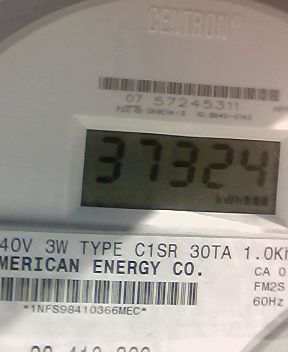 CENTRON®
07 57245311
37324
kWh
40V 3W TYPE C1SR 30TA 1.0K
MERICAN ENERGY CO.
CA 0
FM2S
60Hz
*1NFS98410366MEC*